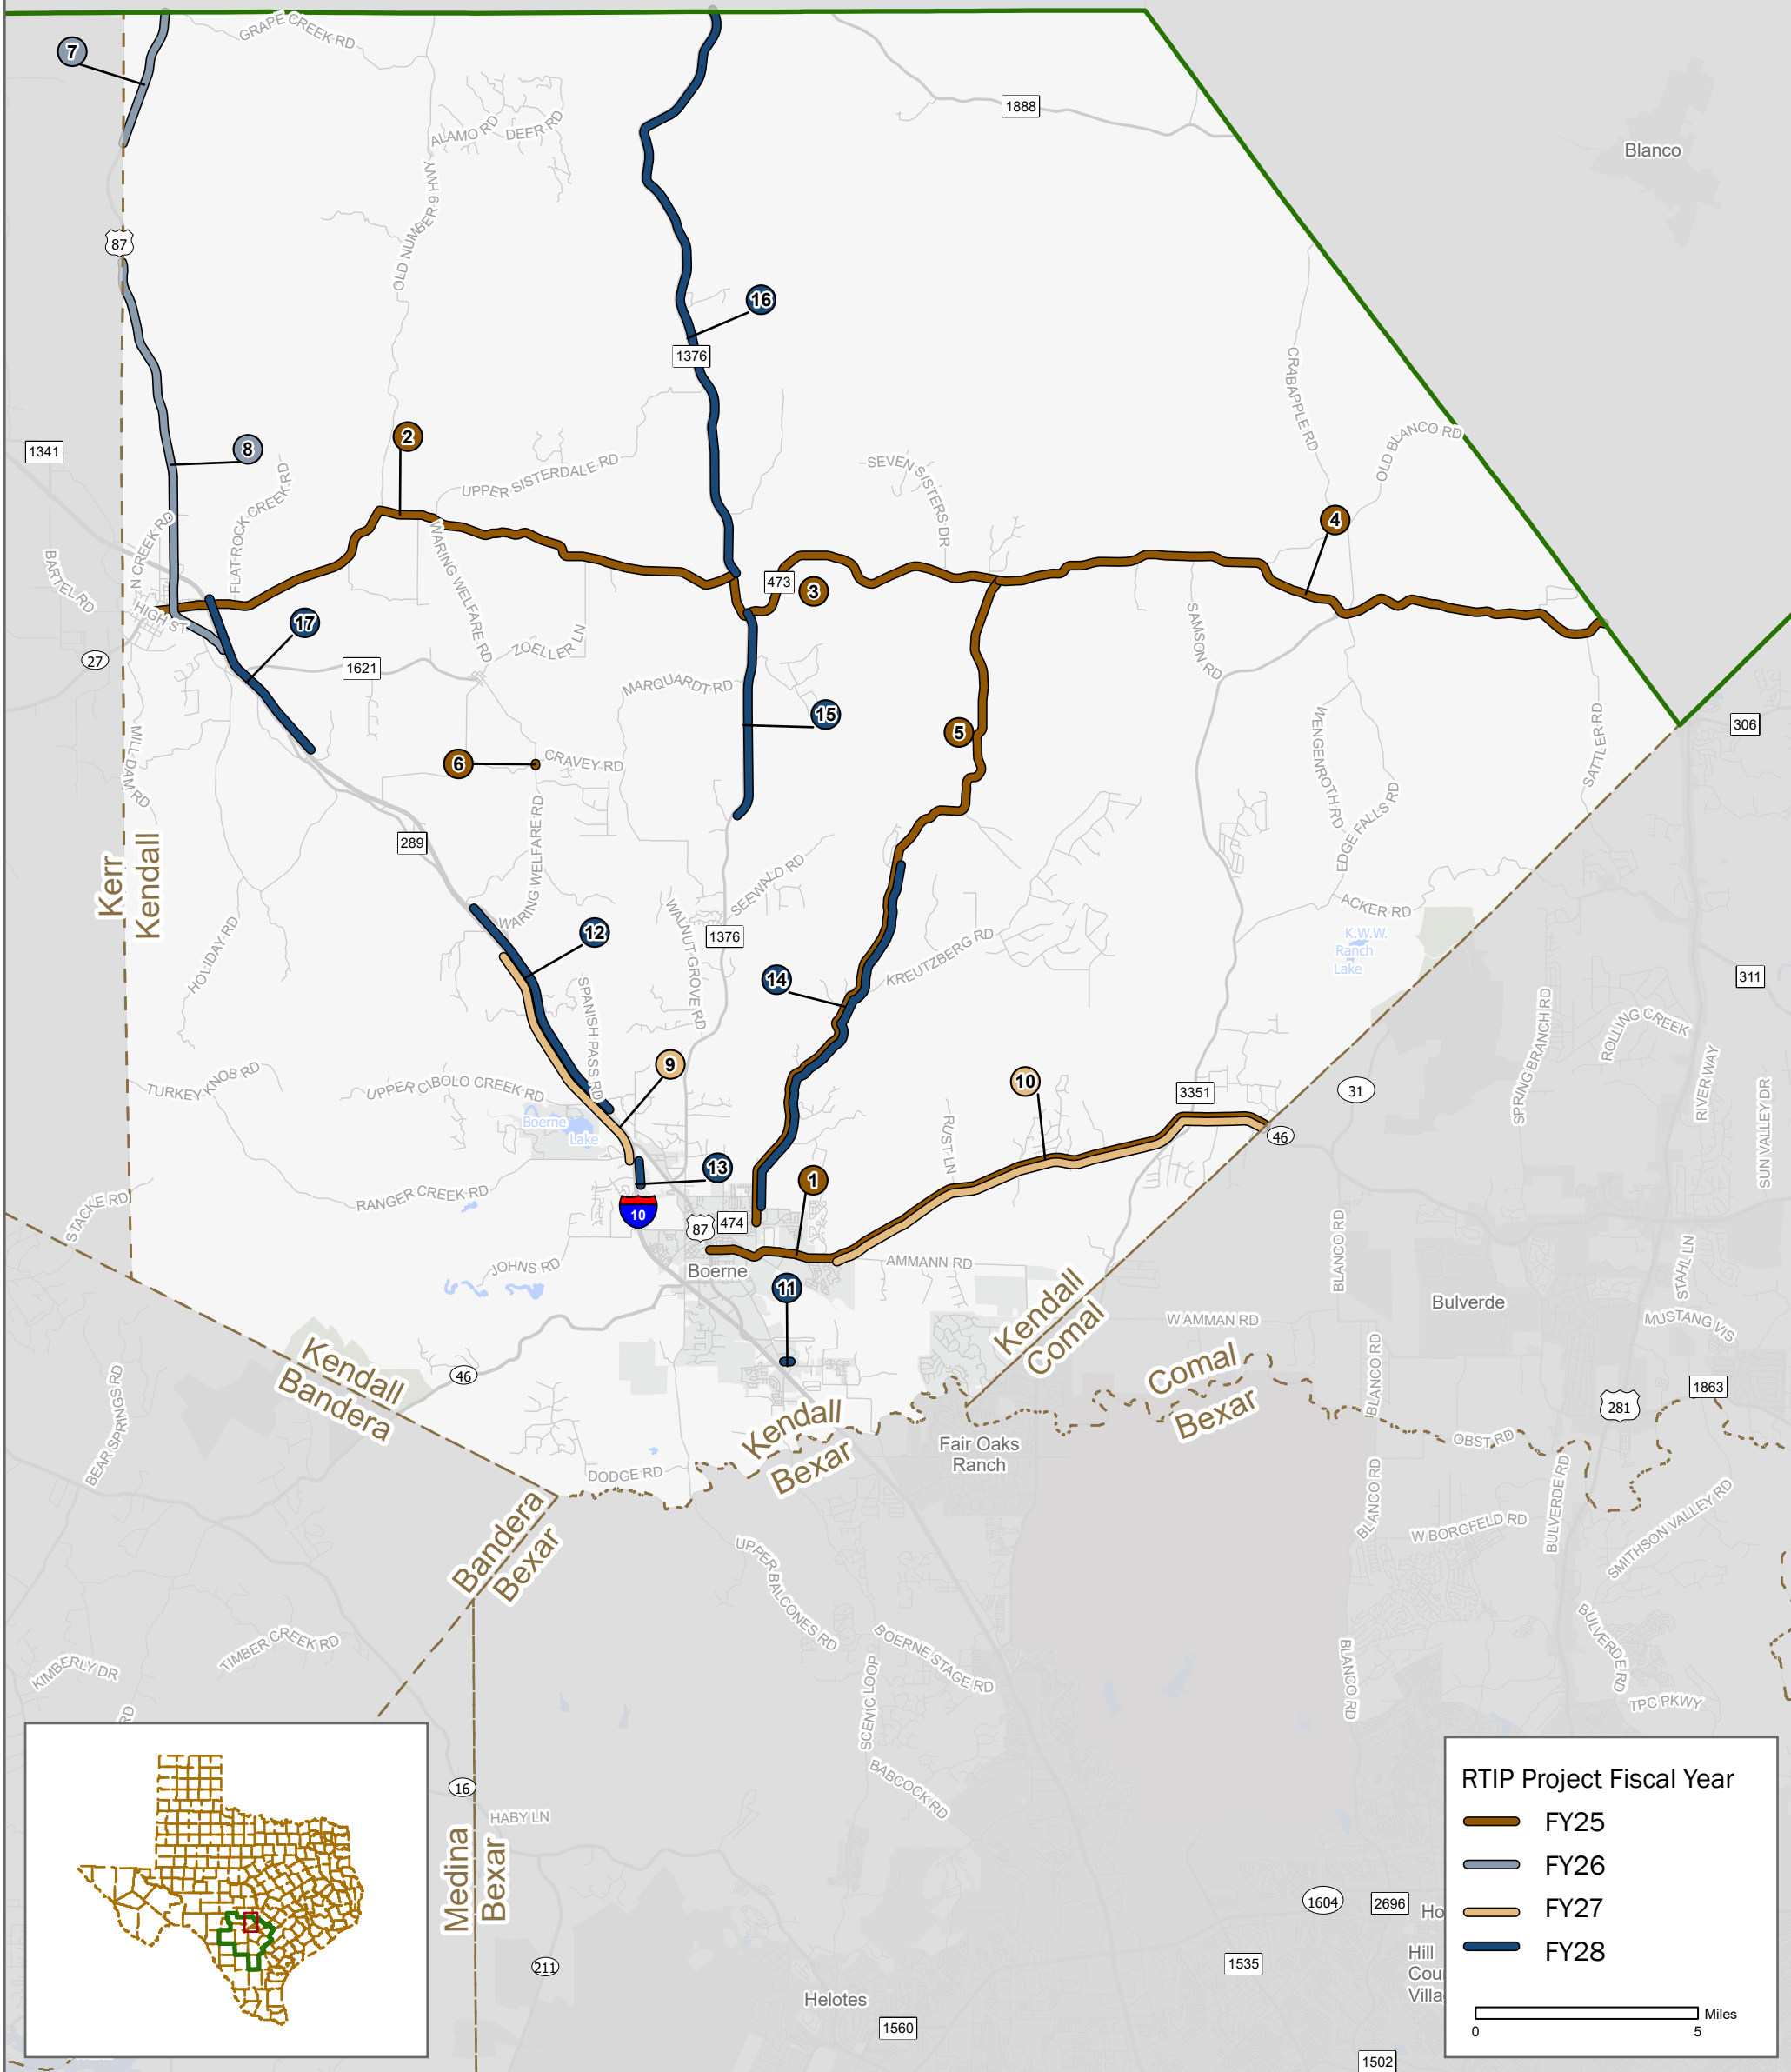 GRAPE CREEK RD
7
1888
ALAMO RD
DEER RD
Blanco
OLD NUMBER 9 HWY
87
16
1376
CRABAPPLE RD
2
4
OLD BLANCO RD
1341
8
UPPER SISTERDALE RD
SEVEN SISTERS DR
FLAT ROCK CREEK RD
N CREEK RD
BARTEL RD
HIGH ST
WARING WELFARE RD
473
3
SAMSON RD
17
27
1621
ZOELLER LN
MARQUARDT RD
15
5
306
MILL DAM RD
6
CRAVEY RD
WENGENROTH RD
SATTLER RD
EDGE FALLS RD
289
WARING WELFARE RD
Kerr
Kendall
SEEWALD RD
WALNUT GROVE RD
1376
12
HOLIDAY RD
14
KREUTZBERG RD
ACKER RD
K.W.W.
Ranch
Lake
311
SPANISH PASS RD
9
10
3351
31
46
SPRING BRANCH RD
ROLLING CREEK
RIVER WAY
SUN VALLEY DR
TURKEY KNOB RD
UPPER CIBOLO CREEK RD
Boerne
Lake
RUST LN
13
1
RANGER CREEK RD
STACKE RD
10
87
474
Boerne
AMMANN RD
JOHNS RD
11
BLANCO RD
STAHL LN
Bulverde
W AMMAN RD
MUSTANG VIS
Kendall
Comal
Kendall
Bandera
46
BEAR SPRINGS RD
Comal
Bexar
BLANCO RD
1863
281
Kendall
Bexar
Fair Oaks
Ranch
OBST RD
DODGE RD
BLANCO RD
BULVERDE RD
W BORGFELD RD
SMITHSON VALLEY RD
Bandera
Bexar
UPPER BALCONES RD
BOERNE STAGE RD
SCENIC LOOP
BLANCO RD
BULVERDE RD
TPC PKWY
TIMBER CREEK RD
KIMBERLY DR
RD
BABCOCK RD
16
HABY LN
Medina
Bexar
211
Helotes
1560
1604
2696
Ho
Hill
Cou
Villa
1535
1502
RTIP Project Fiscal Year
FY25
FY26
FY27
FY28
Miles
0
5